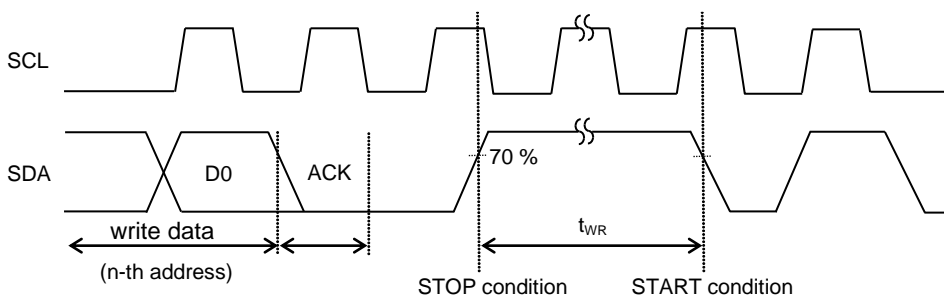 SCL
SDA
D0
ACK
70 %
write data
(n-th address)
tWR
STOP condition
START condition